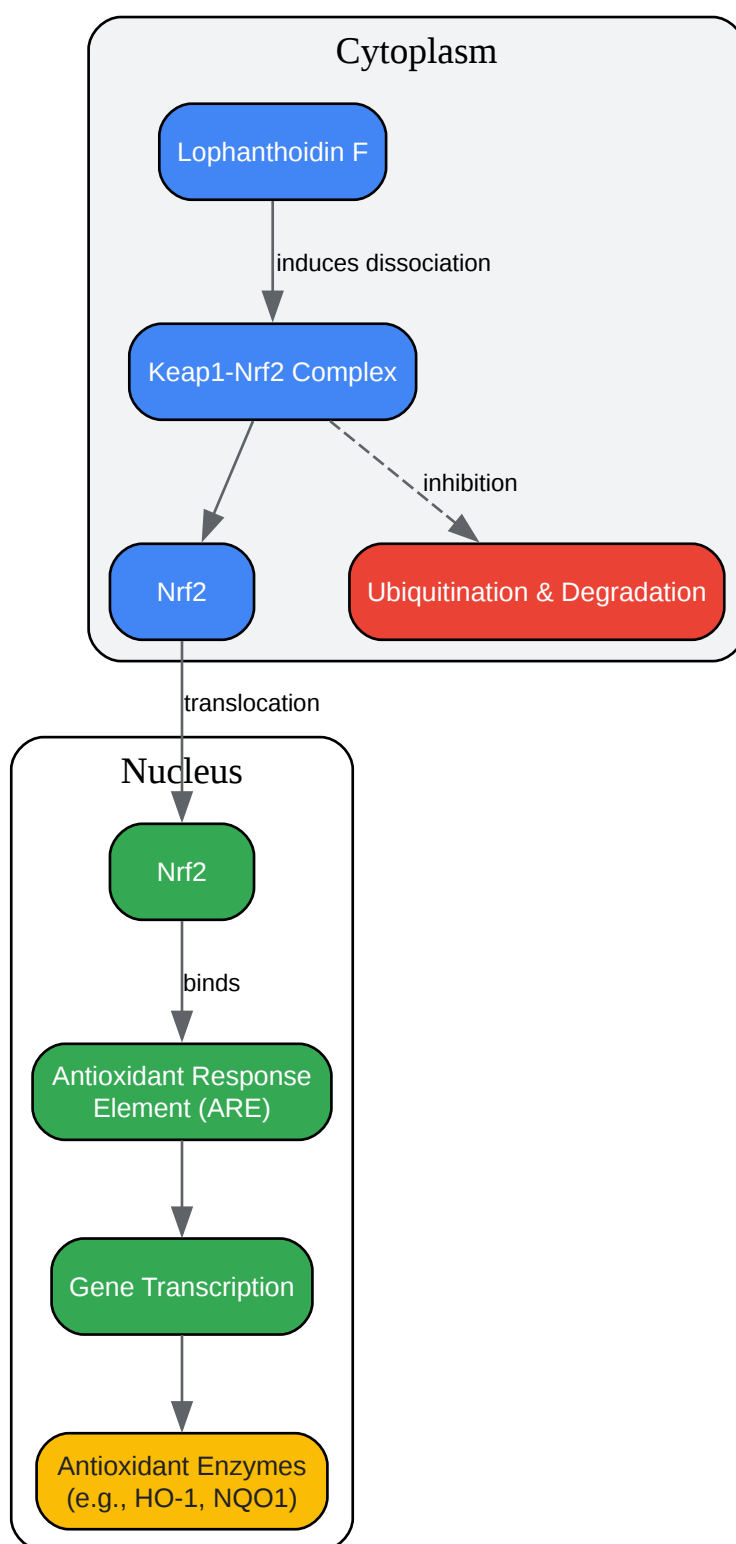 Cytoplasm
Lophanthoidin F
induces dissociation
Keap1-Nrf2 Complex
inhibition
Nrf2
Ubiquitination & Degradation
translocation
Nucleus
Nrf2
binds
Antioxidant Response
Element (ARE)
Gene Transcription
Antioxidant Enzymes
(e.g., HO-1, NQO1)